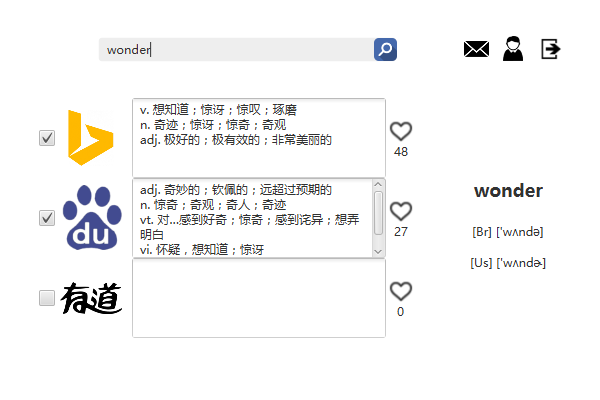 wonder
v. 想知道；惊讶；惊叹；琢磨
n. 奇迹；惊讶；惊奇；奇观
adj. 极好的；极有效的；非常美丽的
48
du
adj. 奇妙的；钦佩的；远超过预期的
n. 惊奇；奇观；奇人；奇迹
vt. 对...感到好奇；惊奇；感到诧异；想弄
明白
vi. 怀疑，想知道；惊讶
27
有道
0
wonder
[Br] ['wʌndə]
[Us] ['wʌndɚ]